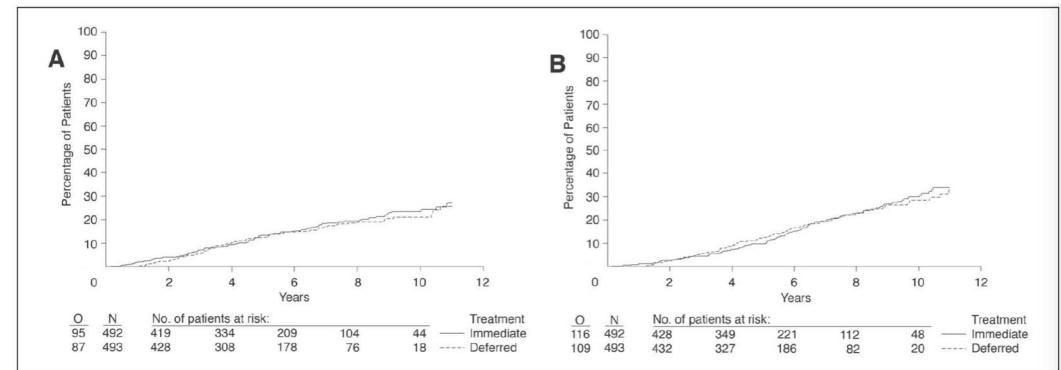 A
Percentage of Patients
100
90
80
70
60
50
40
30
20
10
0
2
4
6
8
10
12
Years
O N No. of patients at risk: Treatment
95 492 419 334 209 104 44 Immediate
87 493 428 308 178 76 18 Deferred
B
Percentage of Patients
100
90
80
70
60
50
40
30
20
10
0
2
4
6
8
10
12
Years
O N No. of patients at risk: Treatment
116 492 428 349 221 112 48 Immediate
109 493 432 327 186 82 20 Deferred